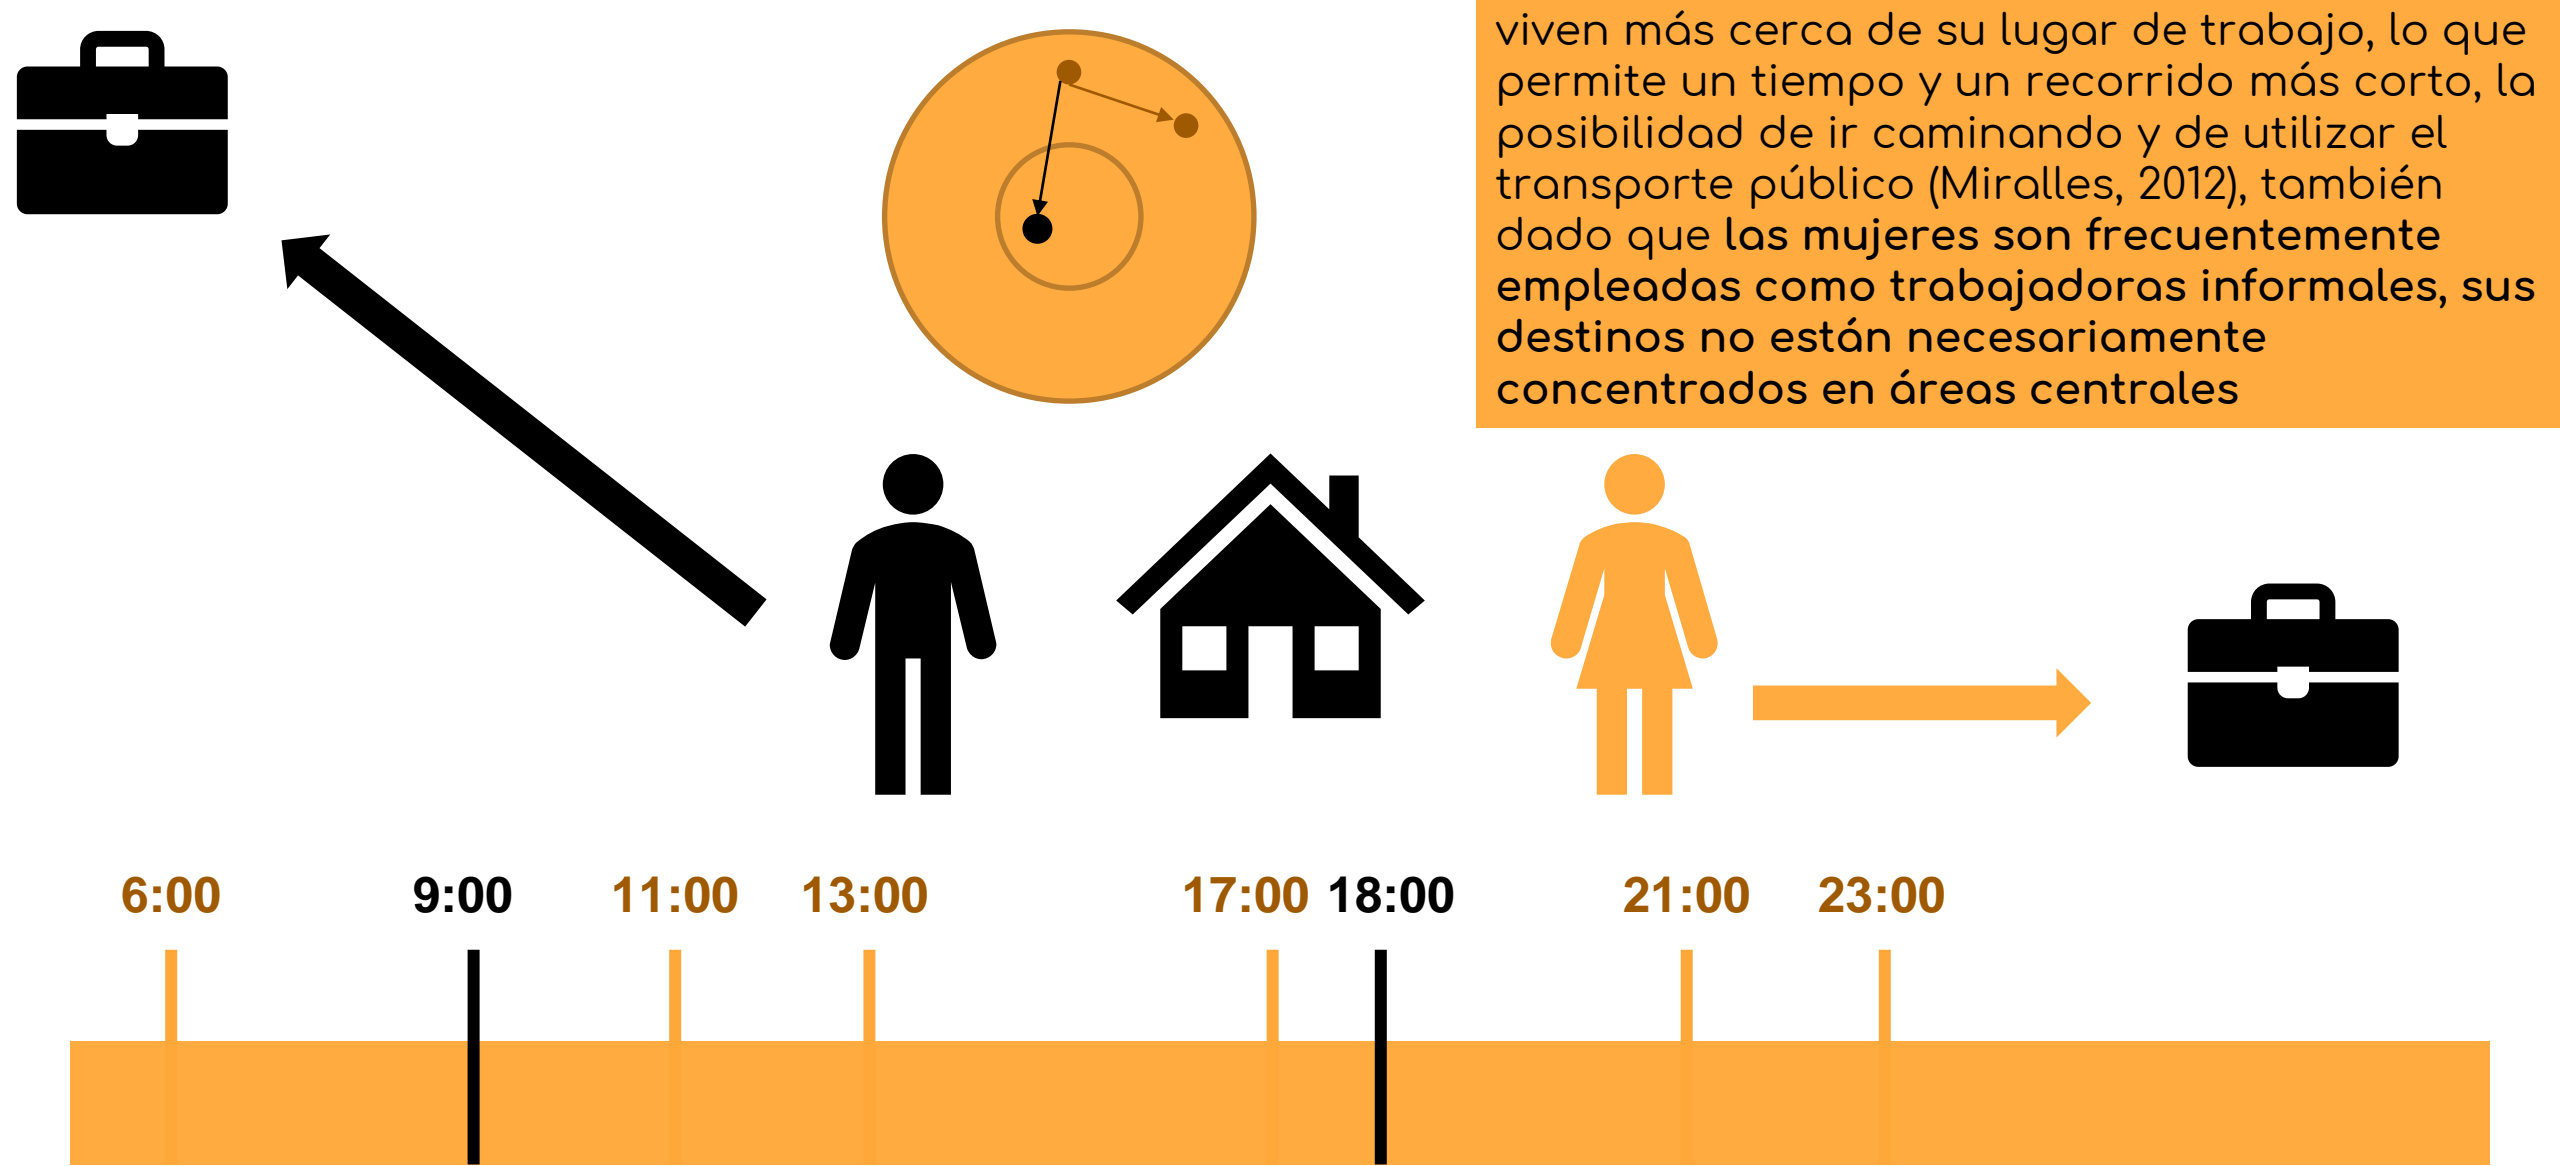 viven más cerca de su lugar de trabajo, lo que
permite un tiempo y un recorrido más corto, la
posibilidad de ir caminando y de utilizar el
transporte público (Miralles, 2012), también
dado que las mujeres son frecuentemente
empleadas como trabajadoras informales, sus
destinos no están necesariamente
concentrados en áreas centrales
6:00 9:00 11:00 13:00 17:00 18:00 21:00 23:00